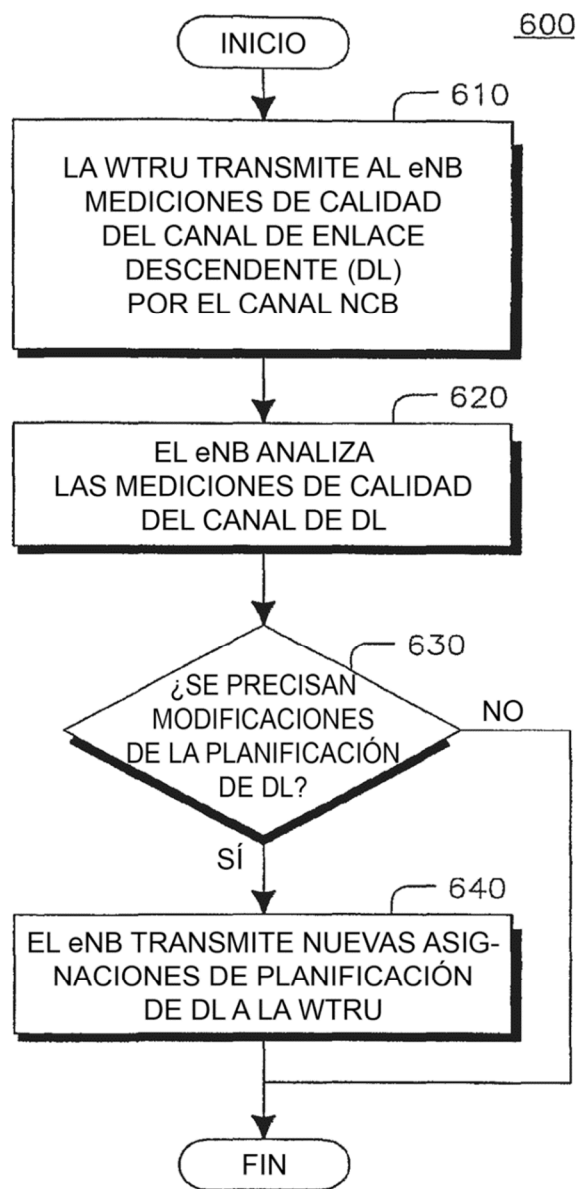 600
INICIO
610
LA WTRU TRANSMITE AL eNB
MEDICIONES DE CALIDAD
DEL CANAL DE ENLACE
DESCENDENTE (DL)
POR EL CANAL NCB
620
EL eNB ANALIZA
LAS MEDICIONES DE CALIDAD
DEL CANAL DE DL
630
¿SE PRECISAN
MODIFICACIONES
DE LA PLANIFICACIÓN
DE DL?
NO
SÍ
640
EL eNB TRANSMITE NUEVAS ASIG-
NACIONES DE PLANIFICACIÓN
DE DL A LA WTRU
FIN